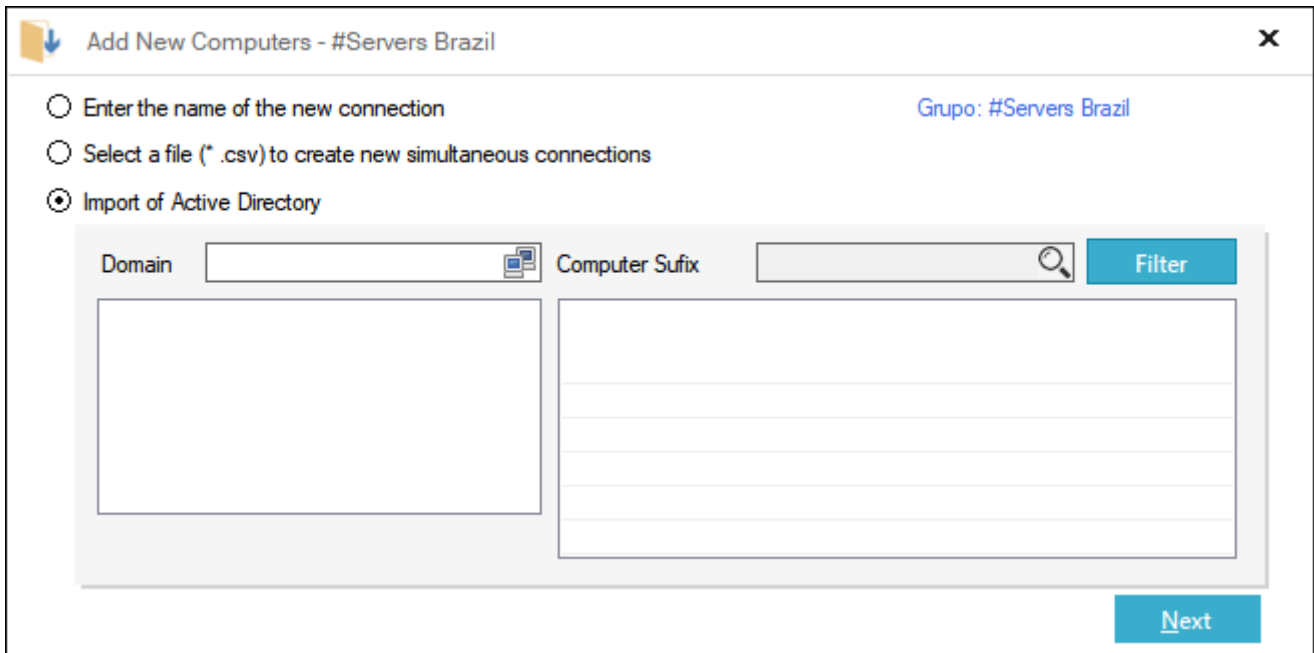 Add New Computers - #Servers Brazil
Enter the name of the new connection
Grupo: #Servers Brazil
Select a file (* .csv) to create new simultaneous connections
Import of Active Directory
Domain
Computer Sufix
Filter
Next